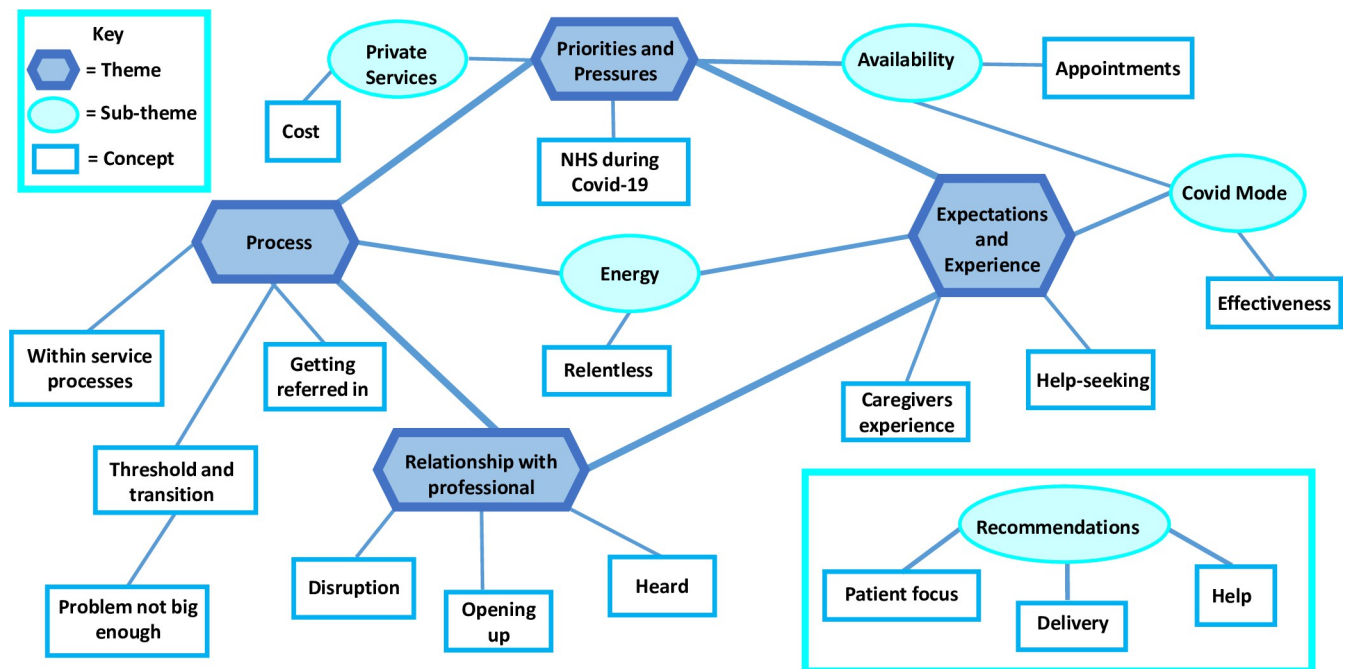 Key
= Theme
= Sub-theme
= Concept
Private
Services
Priorities and
Pressures
Availability
Appointments
Cost
NHS during
Covid-19
Covid Mode
Process
Expectations
and
Experience
Energy
Effectiveness
Within service
processes
Getting
referred in
Relentless
Caregivers
experience
Help-seeking
Threshold and
transition
Relationship with
professional
Problem not big
enough
Disruption
Opening
up
Heard
Recommendations
Patient focus
Delivery
Help